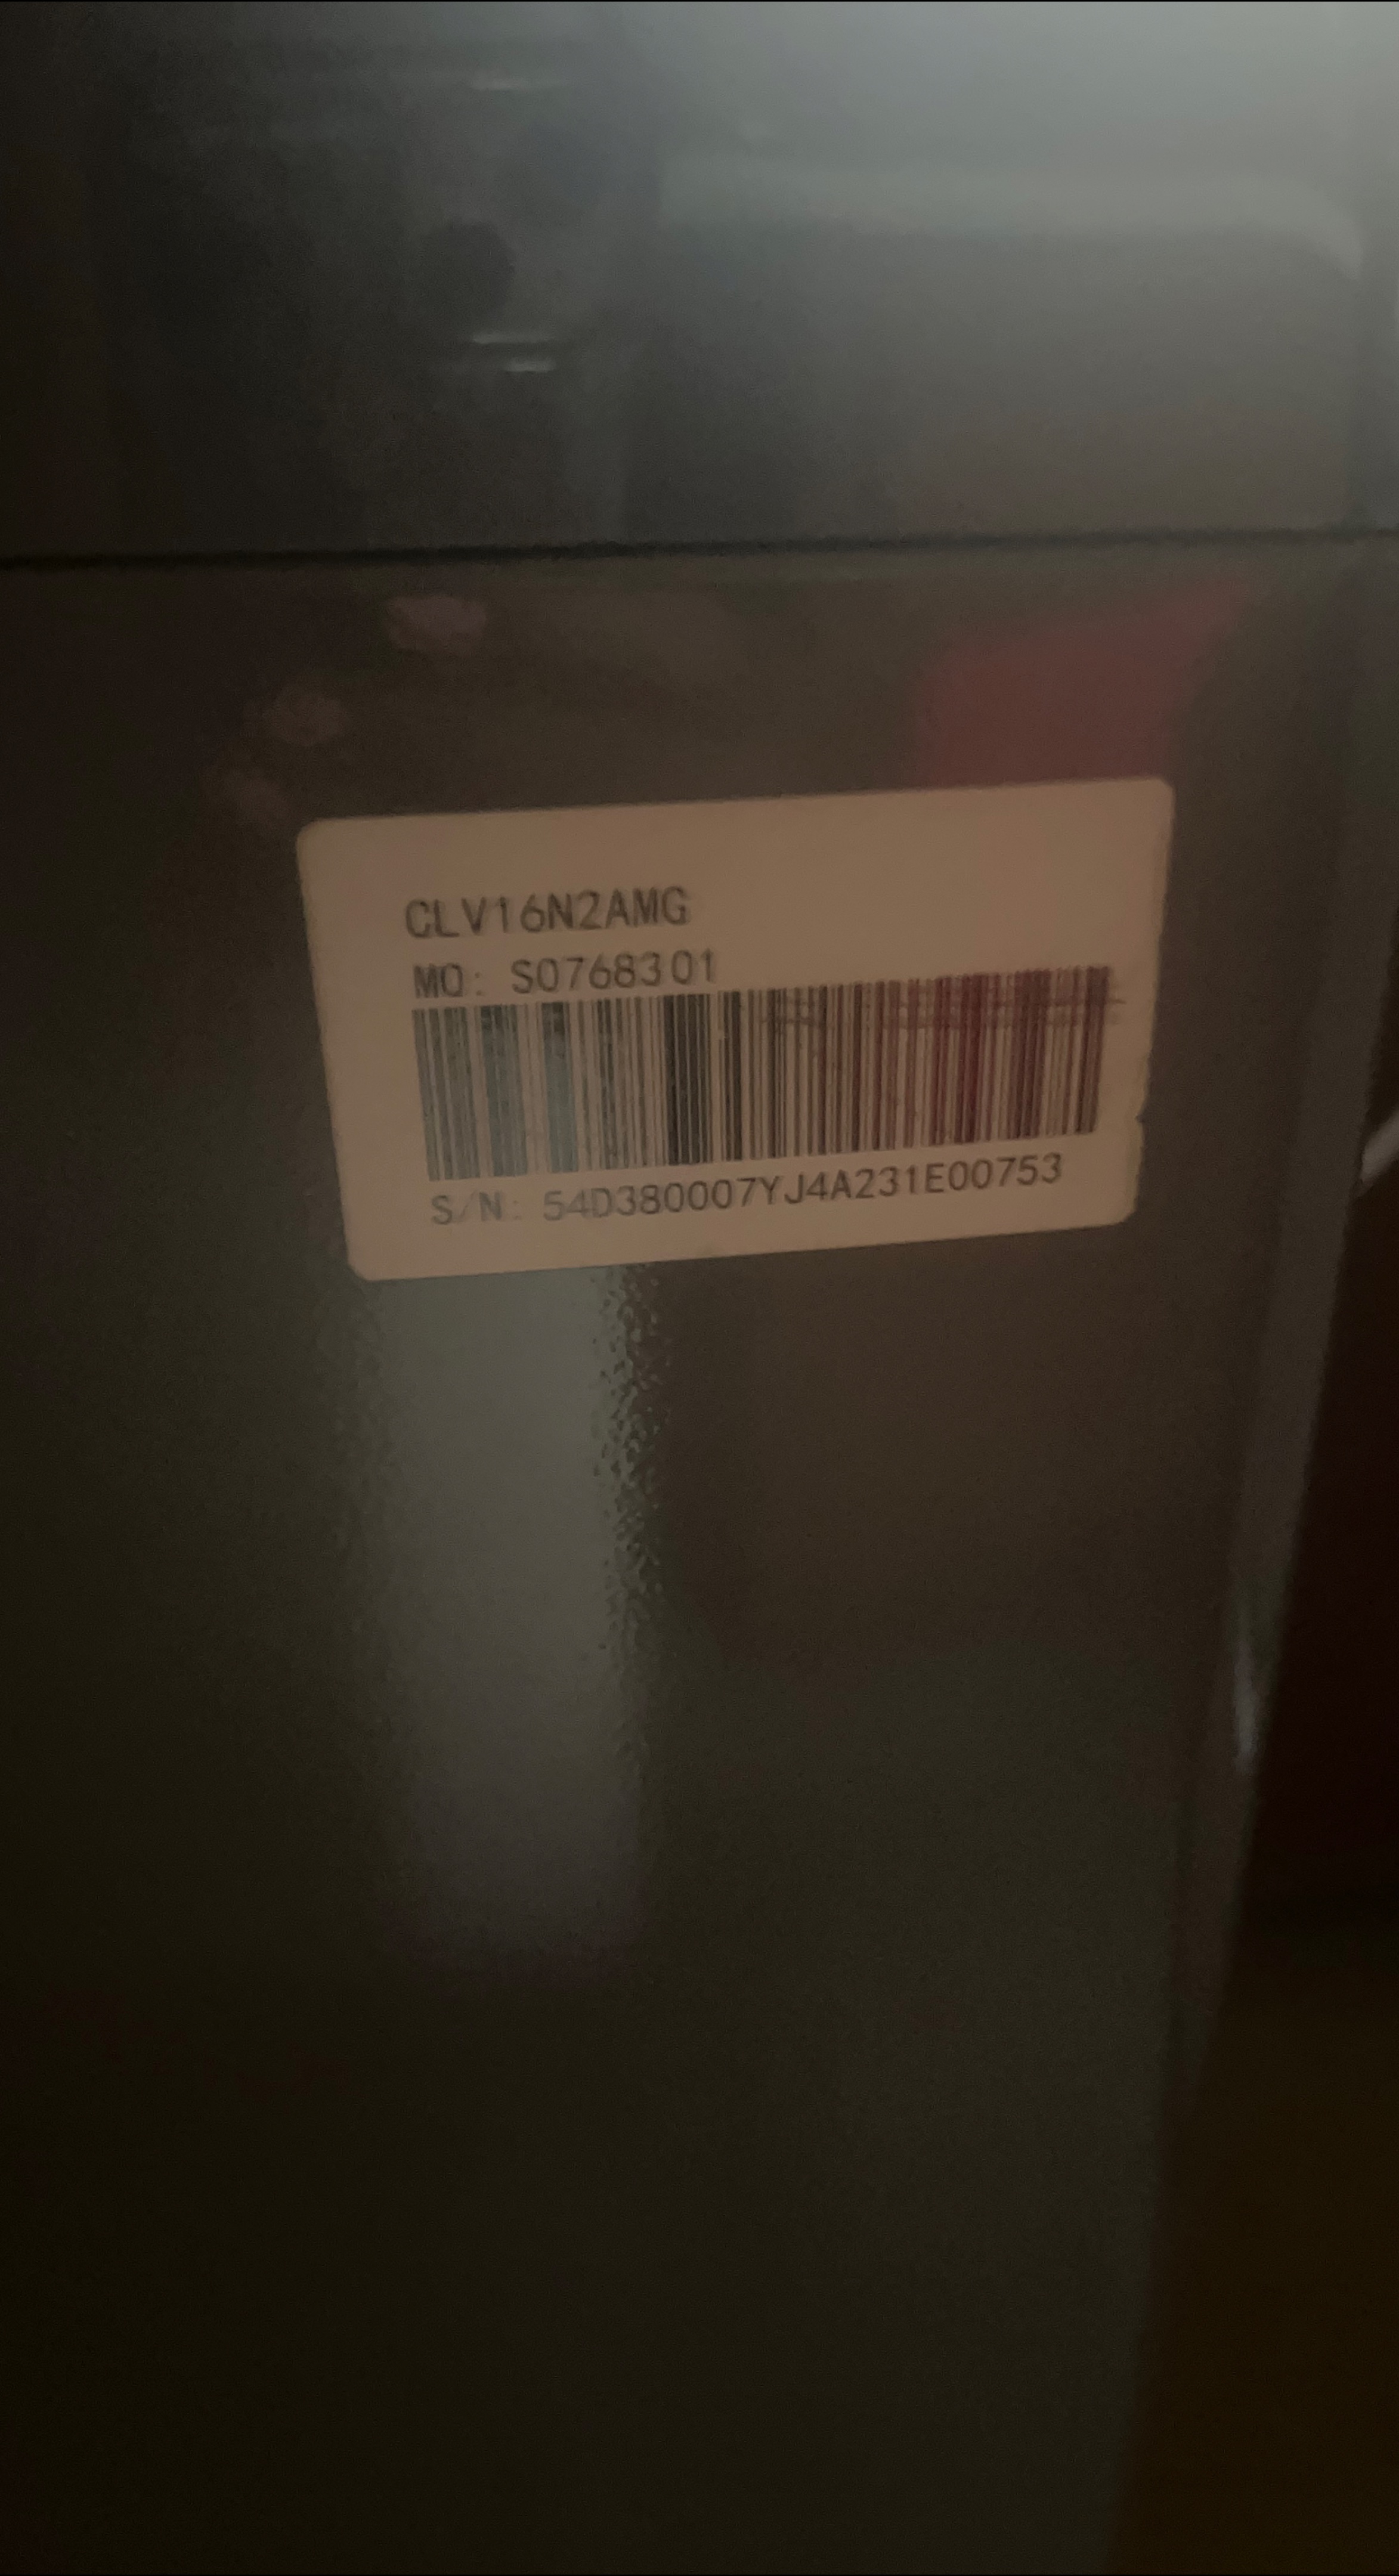 CLV16N2AMG
MO: S0768301
S/N: 54D380007YJ4A231E00753